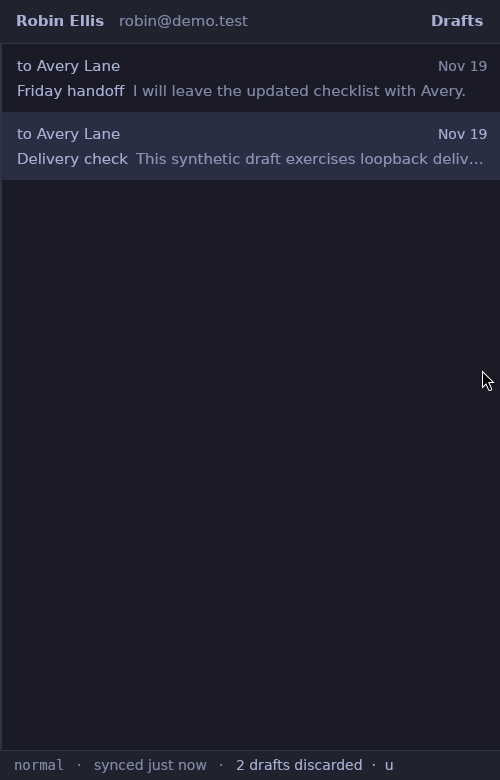 Robin Ellis robin@demo.test Drafts
to Avery Lane Nov 19
Friday handoff I will leave the updated checklist with Avery.
to Avery Lane Nov 19
Delivery check This synthetic draft exercises loopback deliv…
normal · synced just now · 2 drafts discarded · u